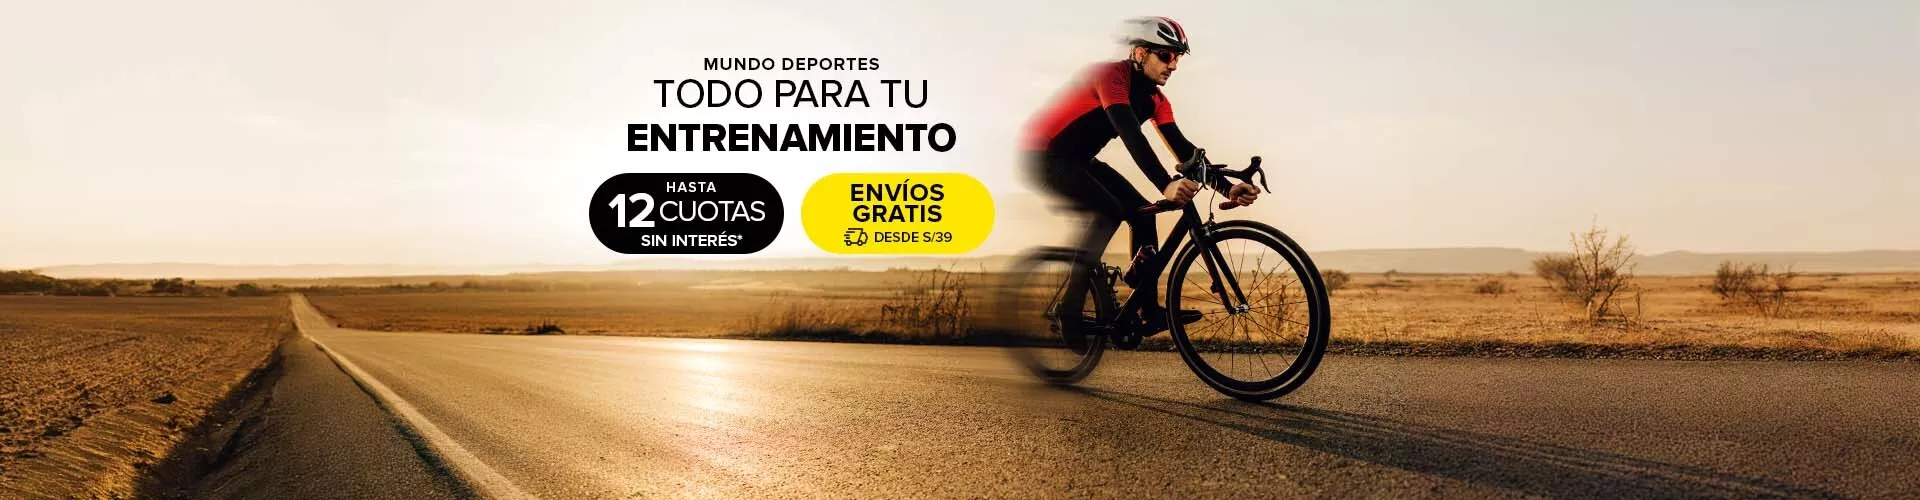 MUNDO DEPORTES
TODO PARA TU
ENTRENAMIENTO
HASTA
12 CUOTAS
SIN INTERÉS*
ENVÍOS
GRATIS
DESDE S/39